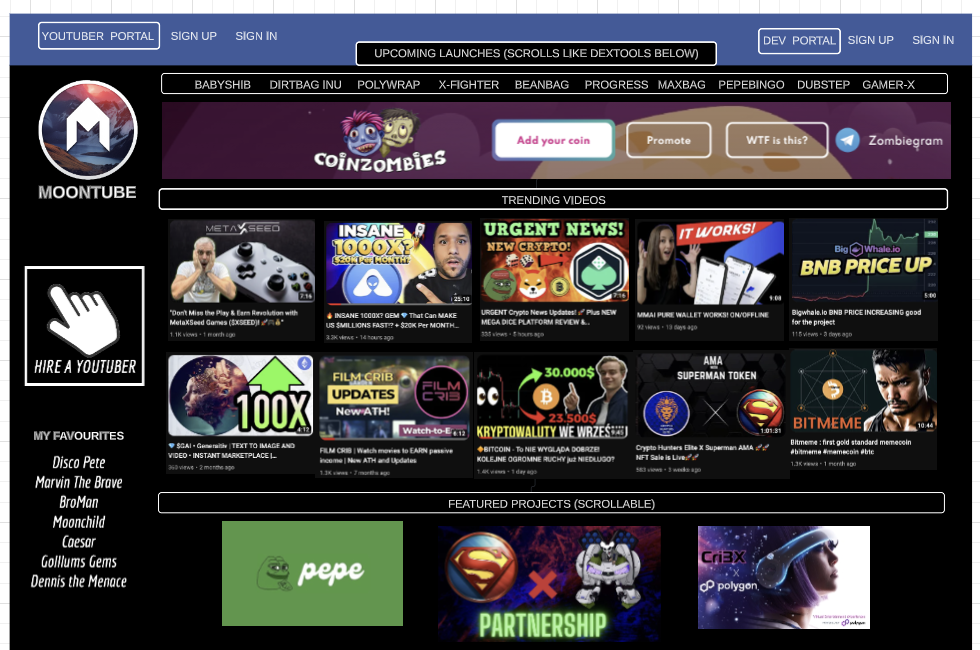 YOUTUBER PORTAL SIGN UP SIGN IN
DEV PORTAL SIGN UP SIGN IN
UPCOMING LAUNCHES (SCROLLS LIKE DEXTOOLS BELOW)
BABYSHIB DIRTBAG INU POLYWRAP X-FIGHTER BEANBAG PROGRESS MAXBAG PEPEBINGO DUBSTEP GAMER-X
MOONTUBE
COINZOMBIES
Add your coin
Promote
WTF is this?
Zombiegram
TRENDING VIDEOS
METAXSEED
7:16
"Don't Miss the Play & Earn Revolution with
MetaXSeed Games ($XSEED)! 🚀🎮💰"
1.1K views • 1 month ago
INSANE
1000X?
$20K Per MONTH?
25:10
🔥 INSANE 1000X? GEM 💎 That Can MAKE
US $MILLIONS FAST!? + $20K Per MONTH...
3.3K views • 14 hours ago
URGENT NEWS!
NEW CRYPTO!
7:16
URGENT Crypto News Updates! 🚀 Plus NEW
MEGA DICE PLATFORM REVIEW &...
views • 5 hours ago
IT WORKS!
9:08
MMAI PURE WALLET WORKS! ON/OFFLINE
92 views • 13 days ago
BigWhale.io
BNB PRICE UP
5:00
Bigwhale.io BNB PRICE INCREASING good
for the project
views • 3 days ago
100X
4:12
💎 $GAI • Generaitiv | TEXT TO IMAGE AND
VIDEO • INSTANT MARKETPLACE |...
views • 2 months ago
FILM CRIB
UPDATES
New ATH!
FILM
CRIB
Watch-to-E
6:12
FILM CRIB | Watch movies to EARN passive
income | New ATH and Updates
1.3K views • 7 months ago
30.000$
23.500$
KRYPTOWALUTY WE WRZEŚ
🔶BITCOIN - To NIE WYGLĄDA DOBRZE!
KOLEJNE OGROMNE RUCHY już NIEDŁUGO?
1.4K views • 1 day ago
AMA
SUPERMAN TOKEN
1:01:31
Crypto Hunters Elite X Superman AMA 🚀🚀
NFT Sale is Live🚀🚀
views • 3 weeks ago
BITMEME
10:44
Bitmeme : first gold standard memecoin
#bitmeme #memecoin #btc
1.3K views • 1 month ago
HIRE A YOUTUBER
MY FAVOURITES
Disco Pete
Marvin The Brave
BroMan
Moonchild
Caesar
Gollums Gems
Dennis the Menace
FEATURED PROJECTS (SCROLLABLE)
pepe
PARTNERSHIP
Cri3X
X
polygon